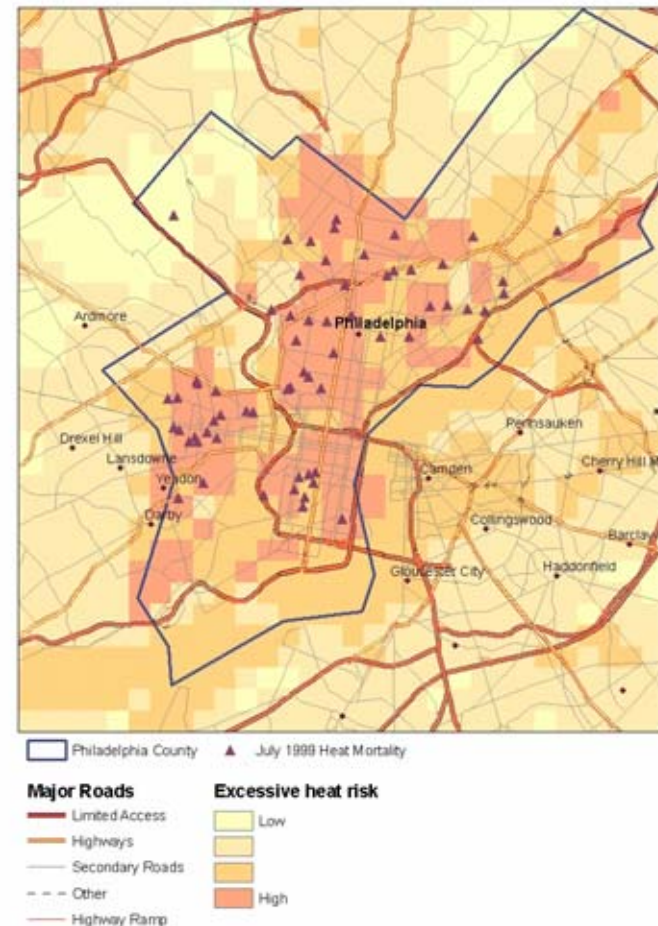 Ardmore
Philadelphia
Drexel Hill
Lansdowne
Yeadon
Darby
Pennsauken
Camden
Cherry Hill M
Collingswood
Barclay
Gloucester City
Haddonfield
Philadelphia County
July 1999 Heat Mortality
Major Roads
Limited Access
Highways
Secondary Roads
Other
Highway Ramp
Excessive heat risk
Low
High